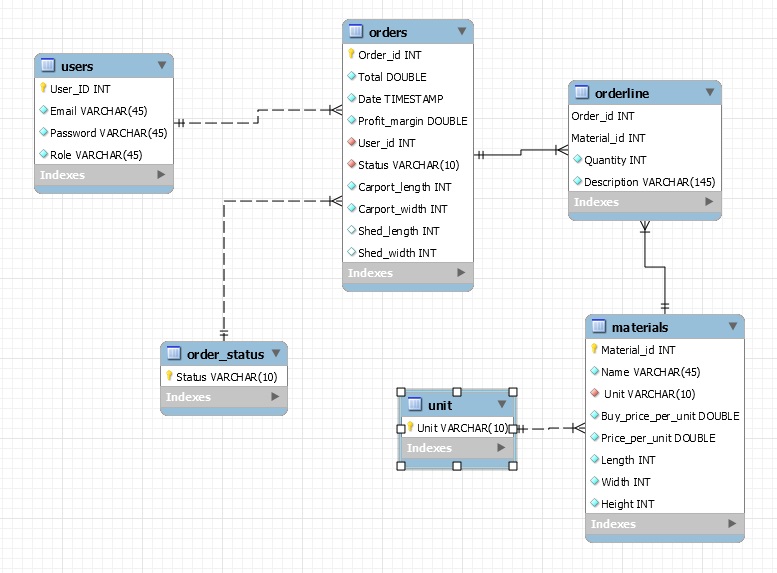 users
User_ID INT
Email VARCHAR(45)
Password VARCHAR(45)
Role VARCHAR(45)
Indexes
orders
Order_id INT
Total DOUBLE
Date TIMESTAMP
Profit_margin DOUBLE
User_id INT
Status VARCHAR(10)
Carport_length INT
Carport_width INT
Shed_length INT
Shed_width INT
Indexes
orderline
Order_id INT
Material_id INT
Quantity INT
Description VARCHAR(145)
Indexes
order_status
Status VARCHAR(10)
Indexes
unit
Unit VARCHAR(10)
Indexes
materials
Material_id INT
Name VARCHAR(45)
Unit VARCHAR(10)
Buy_price_per_unit DOUBLE
Price_per_unit DOUBLE
Length INT
Width INT
Height INT
Indexes